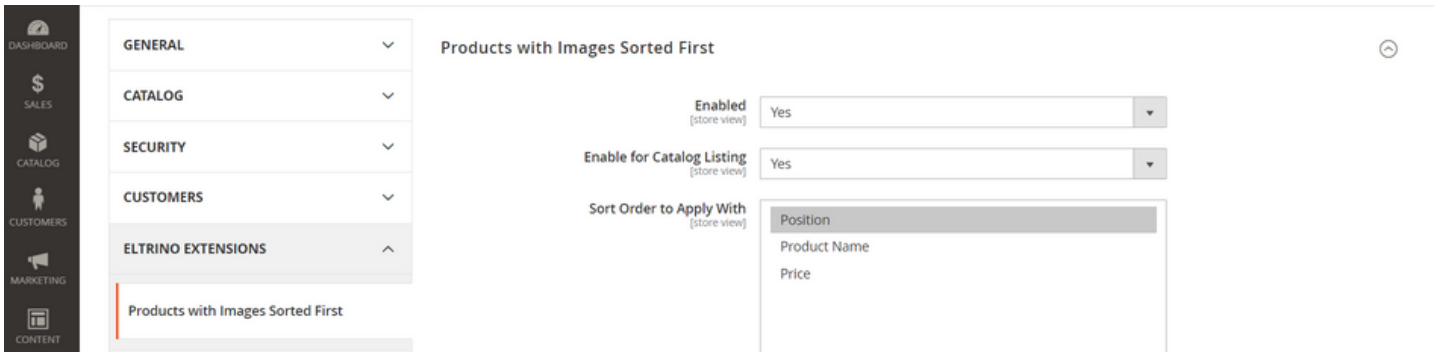 DASHBOARD
SALES
CATALOG
CUSTOMERS
MARKETING
CONTENT
GENERAL
CATALOG
SECURITY
CUSTOMERS
ELTRINO EXTENSIONS
Products with Images Sorted First
Products with Images Sorted First
Enabled
[store view]
Yes
Enable for Catalog Listing
[store view]
Yes
Sort Order to Apply With
[store view]
Position
Product Name
Price